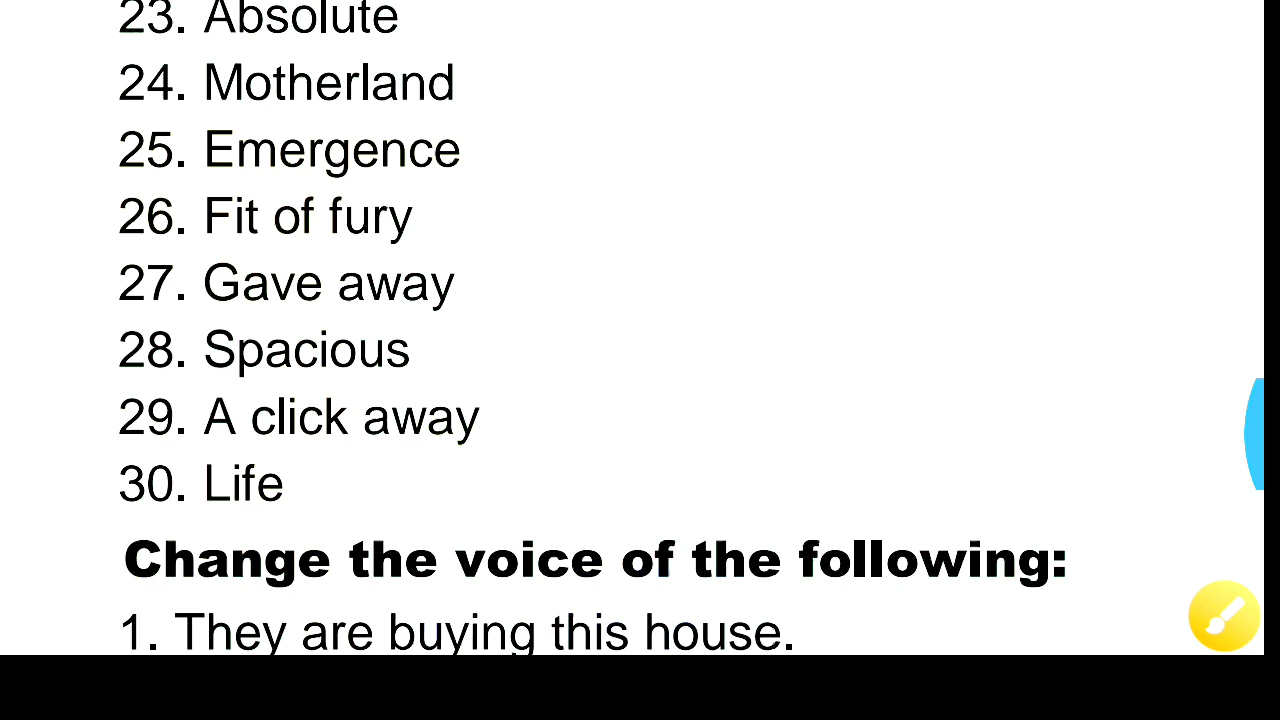 23. Absolute
24. Motherland
25. Emergence
26. Fit of fury
27. Gave away
28. Spacious
29. A click away
30. Life
Change the voice of the following:
1. They are buying this house.